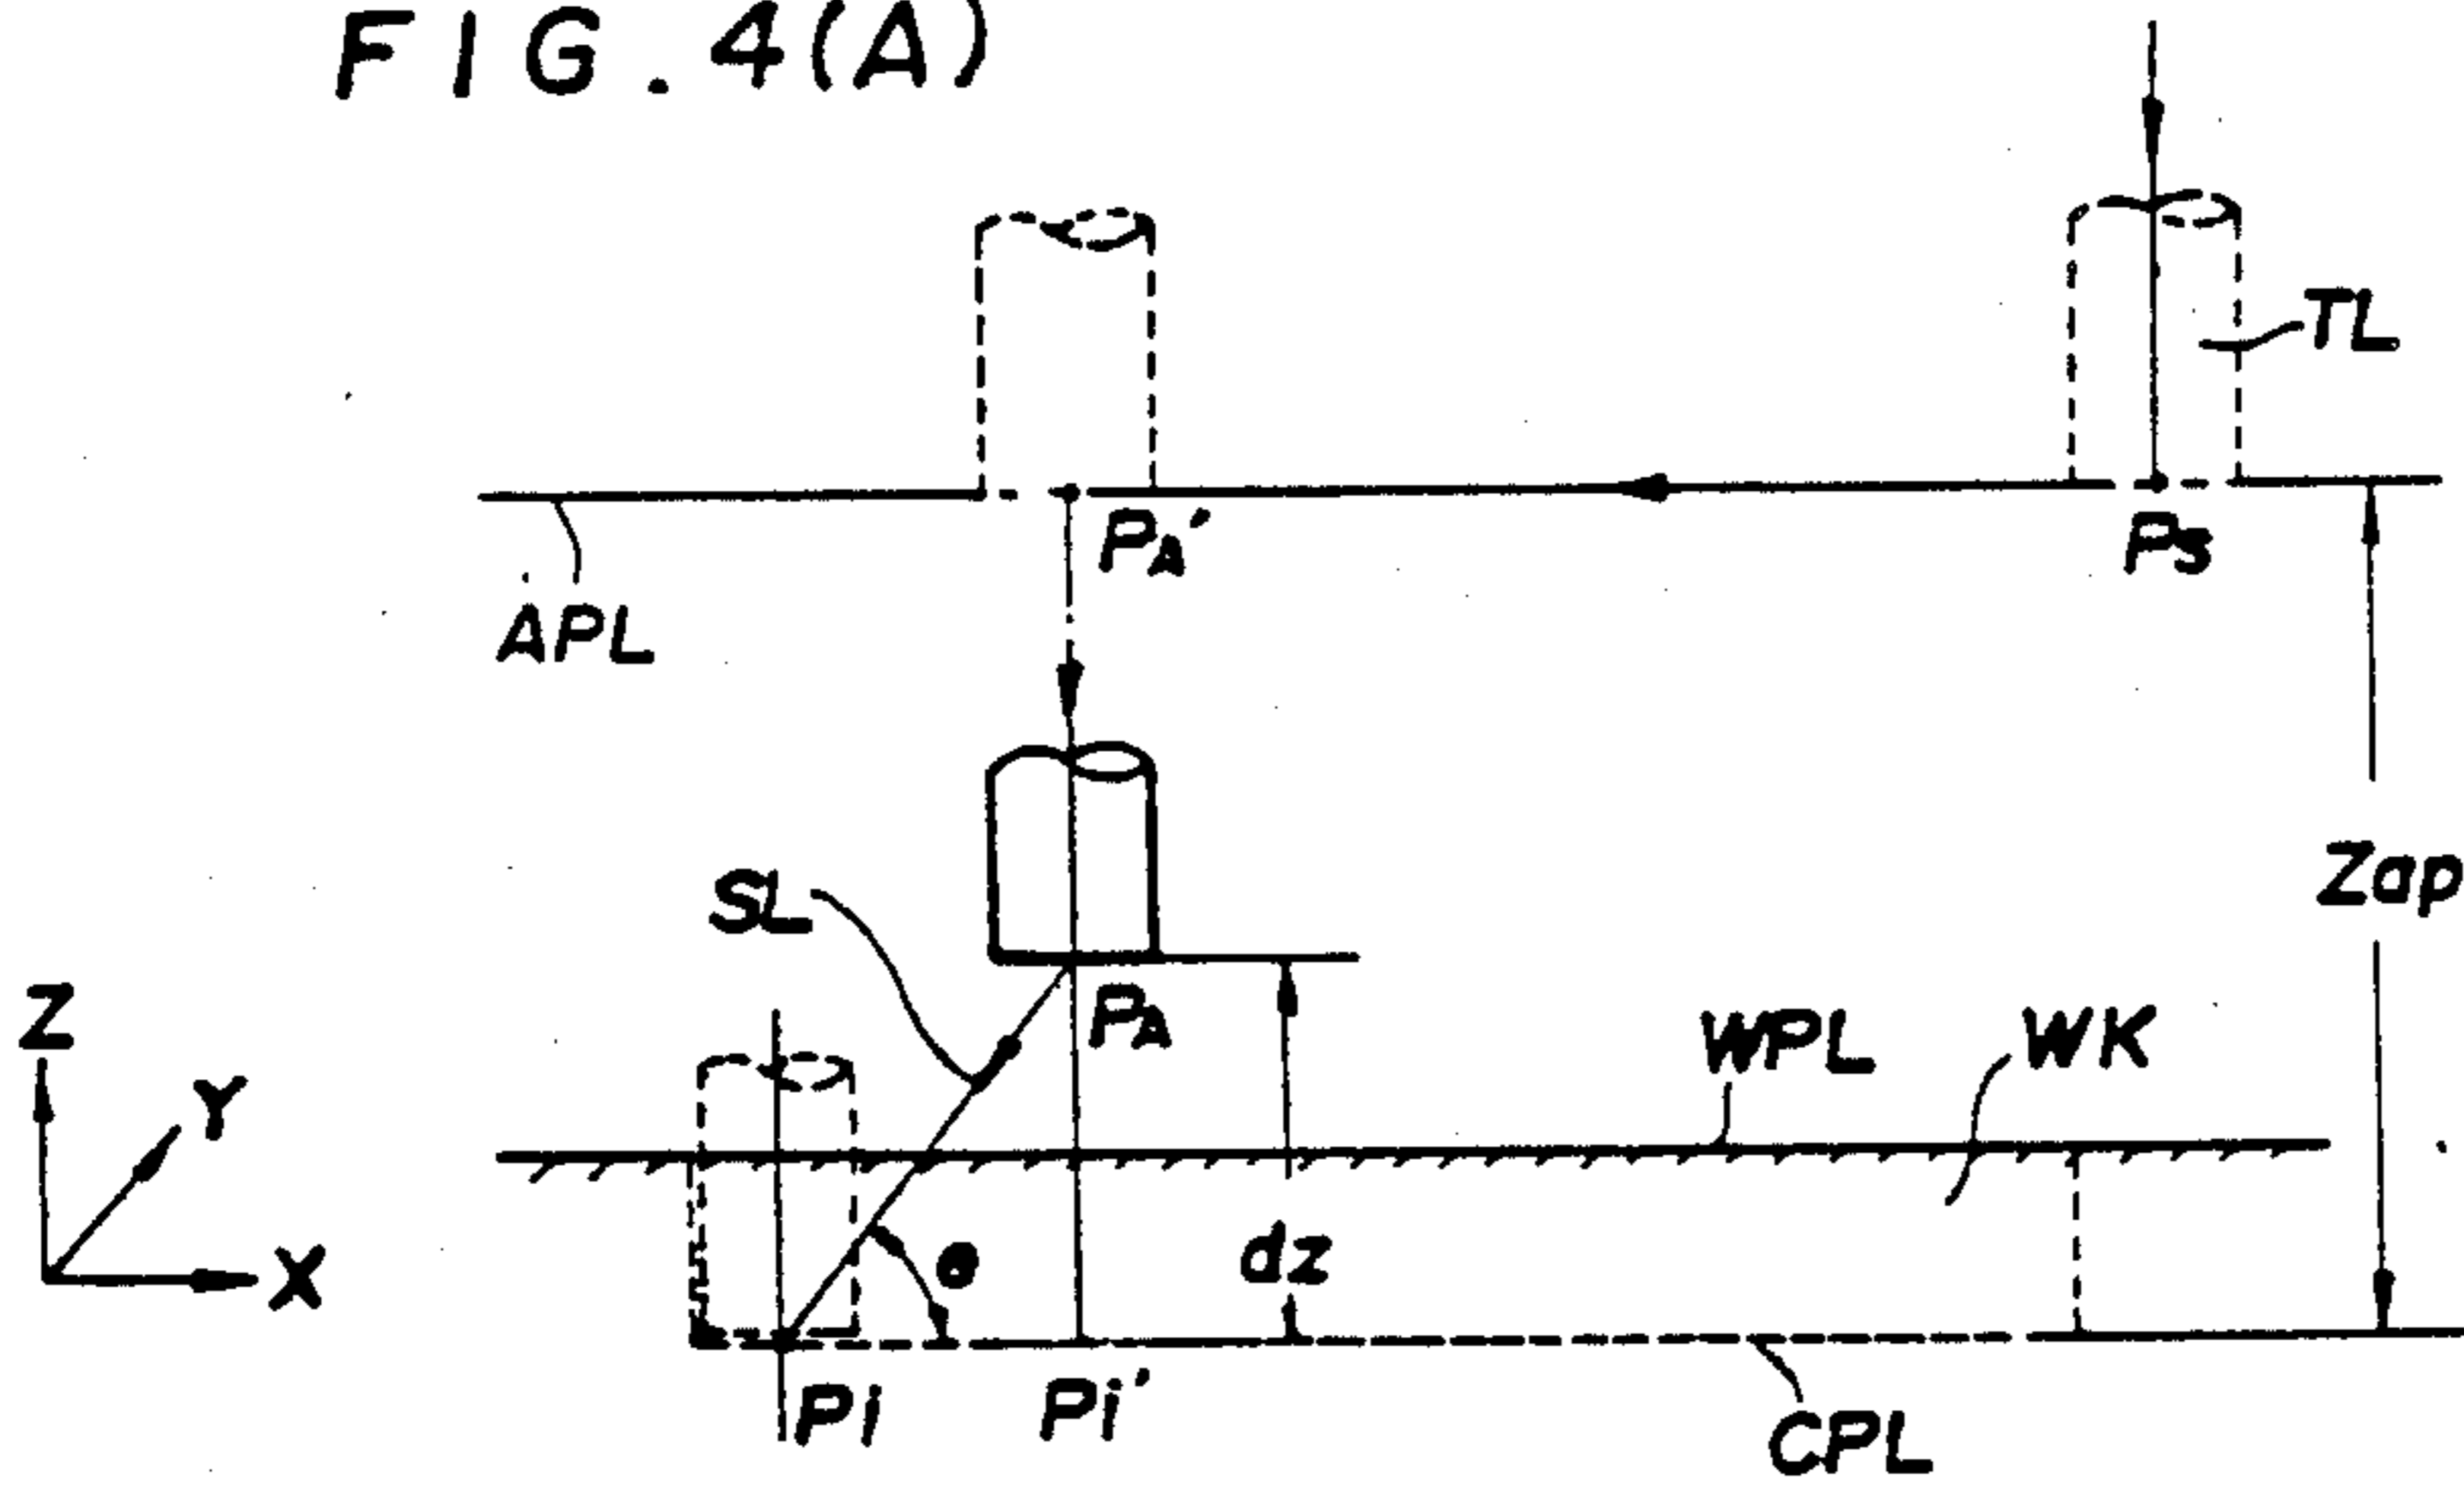 FIG. 4(A)
TL
PA'
PS
APL
Zap
SL
PA
Z
WPL
WK
Y
dz
θ
X
Pi
Pi'
CPL